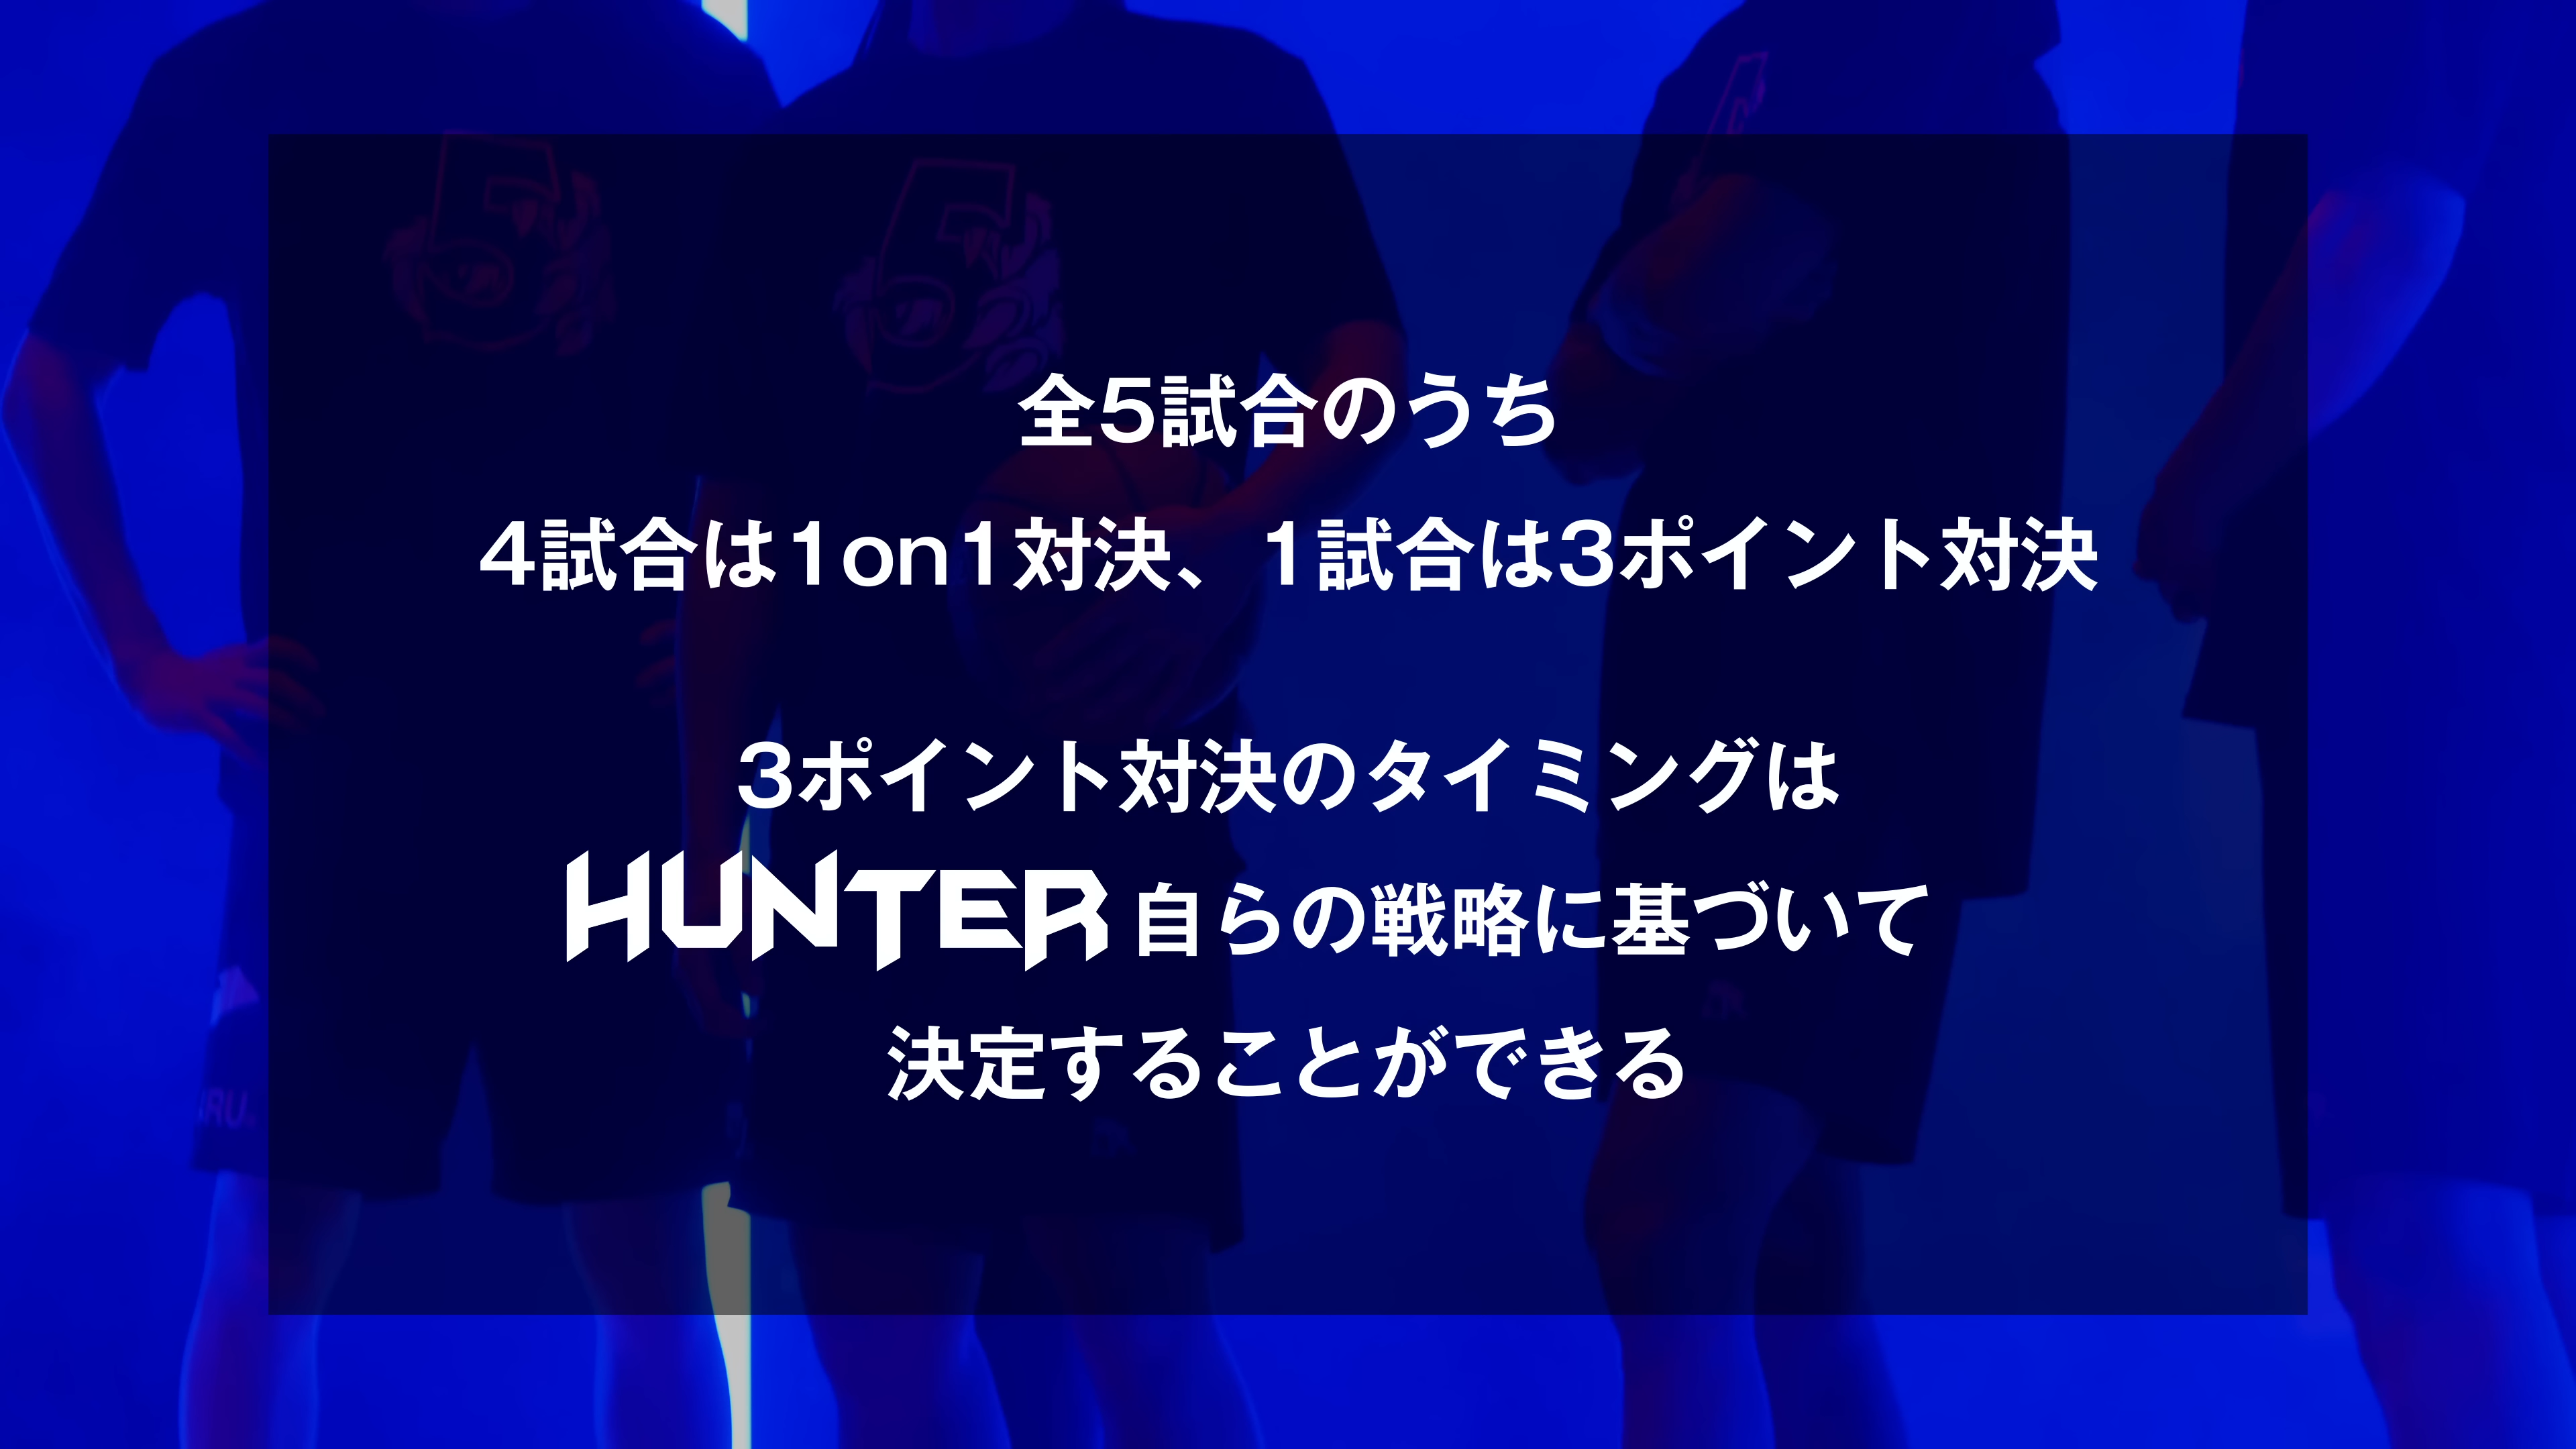 全5試合のうち
4試合は1on1対決、1試合は3ポイント対決
3ポイント対決のタイミングは
HUNTER 自らの戦略に基づいて
決定することができる